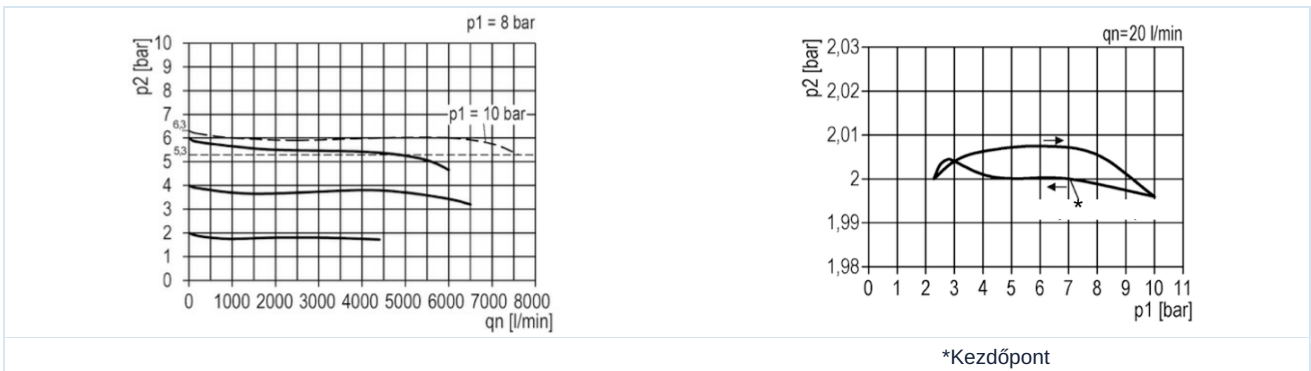 p1 = 8 bar
p2 [bar]
10
9
8
7
6,3
6
5,3
5
4
3
2
1
0
p1 = 10 bar
0 1000 2000 3000 4000 5000 6000 7000 8000
qn [l/min]
qn=20 l/min
p2 [bar]
2,03
2,02
2,01
2
1,99
1,98
*
0 1 2 3 4 5 6 7 8 9 10 11
p1 [bar]
*Kezdőpont